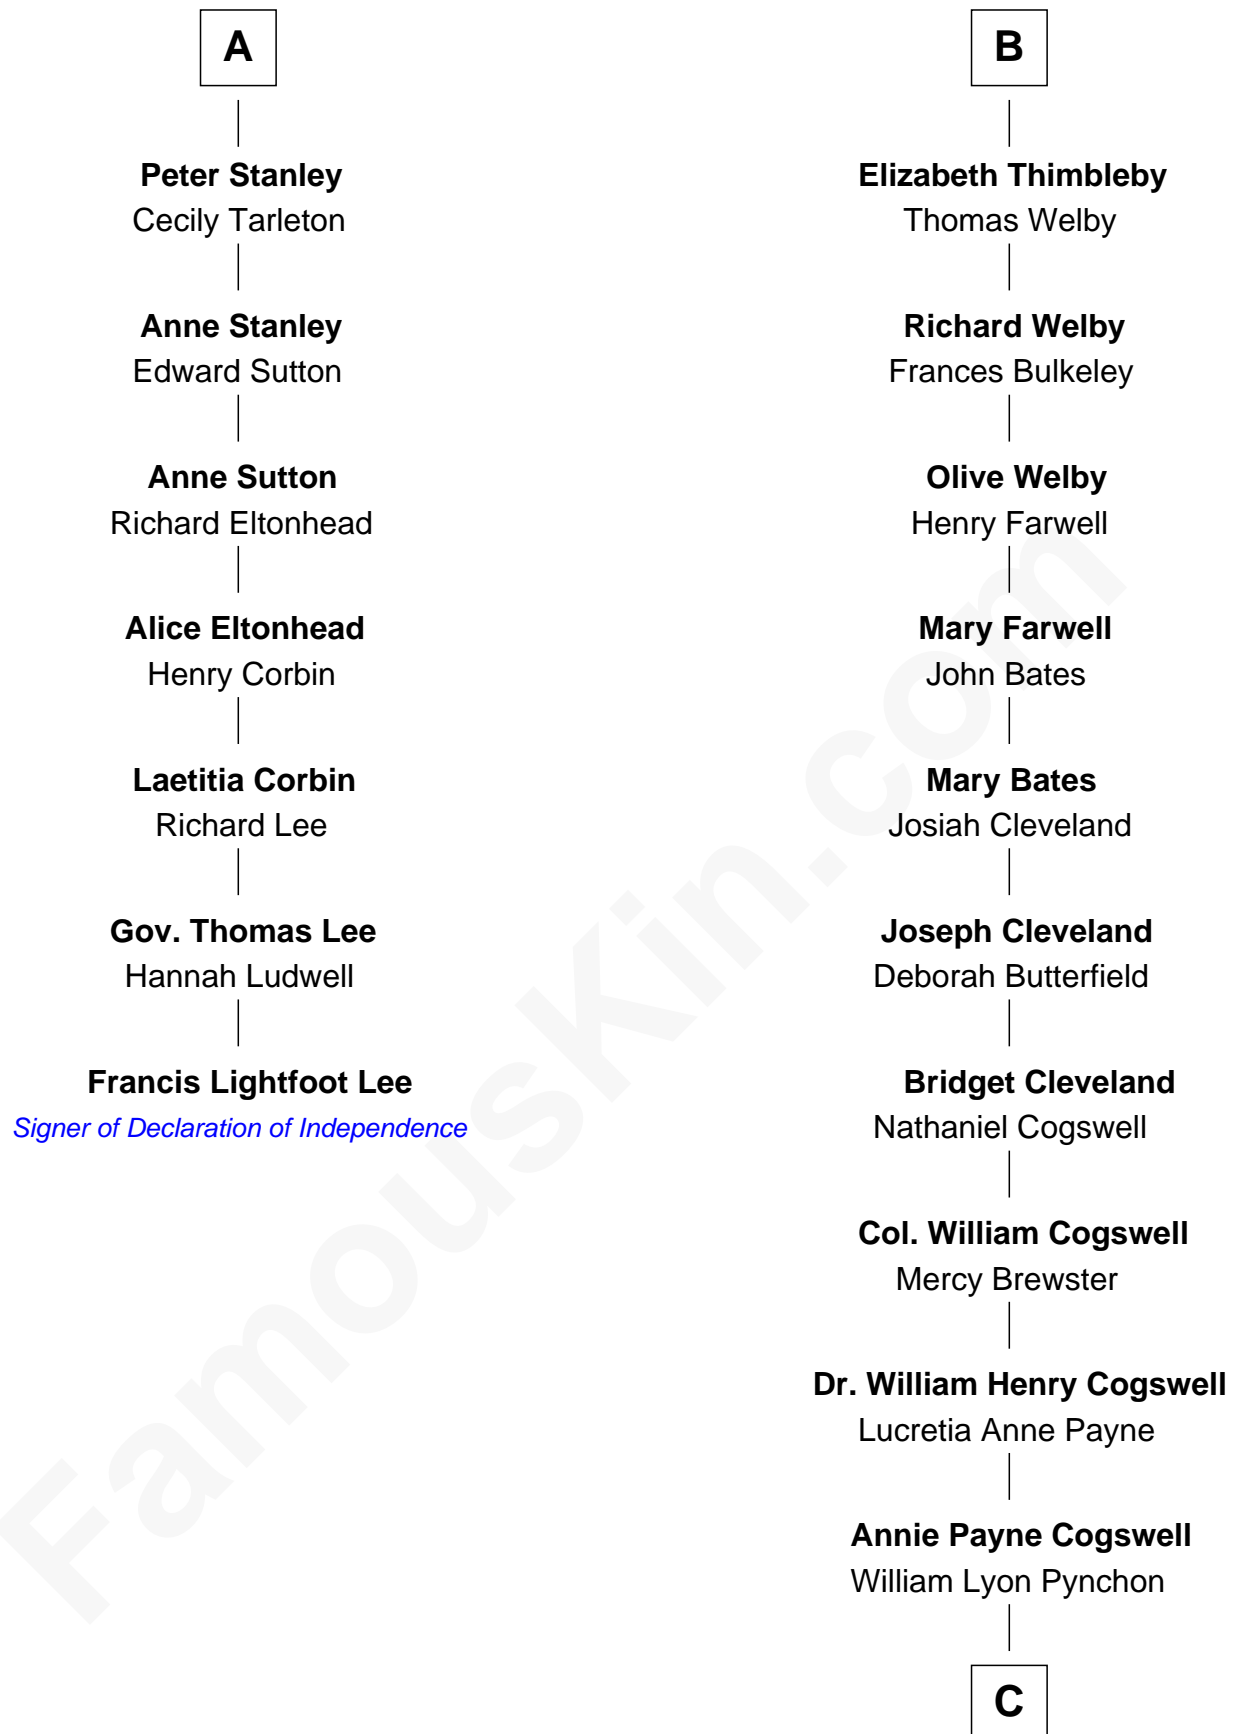 A
Peter Stanley
Cecily Tarleton
Anne Stanley
Edward Sutton
Anne Sutton
Richard Eltonhead
Alice Eltonhead
Henry Corbin
Laetitia Corbin
Richard Lee
Gov. Thomas Lee
Hannah Ludwell
Francis Lightfoot Lee
Signer of Declaration of Independence
B
Elizabeth Thimbleby
Thomas Welby
Richard Welby
Frances Bulkeley
Olive Welby
Henry Farwell
Mary Farwell
John Bates
Mary Bates
Josiah Cleveland
Joseph Cleveland
Deborah Butterfield
Bridget Cleveland
Nathaniel Cogswell
Col. William Cogswell
Mercy Brewster
Dr. William Henry Cogswell
Lucretia Anne Payne
Annie Payne Cogswell
William Lyon Pynchon
C
FamousKin.com